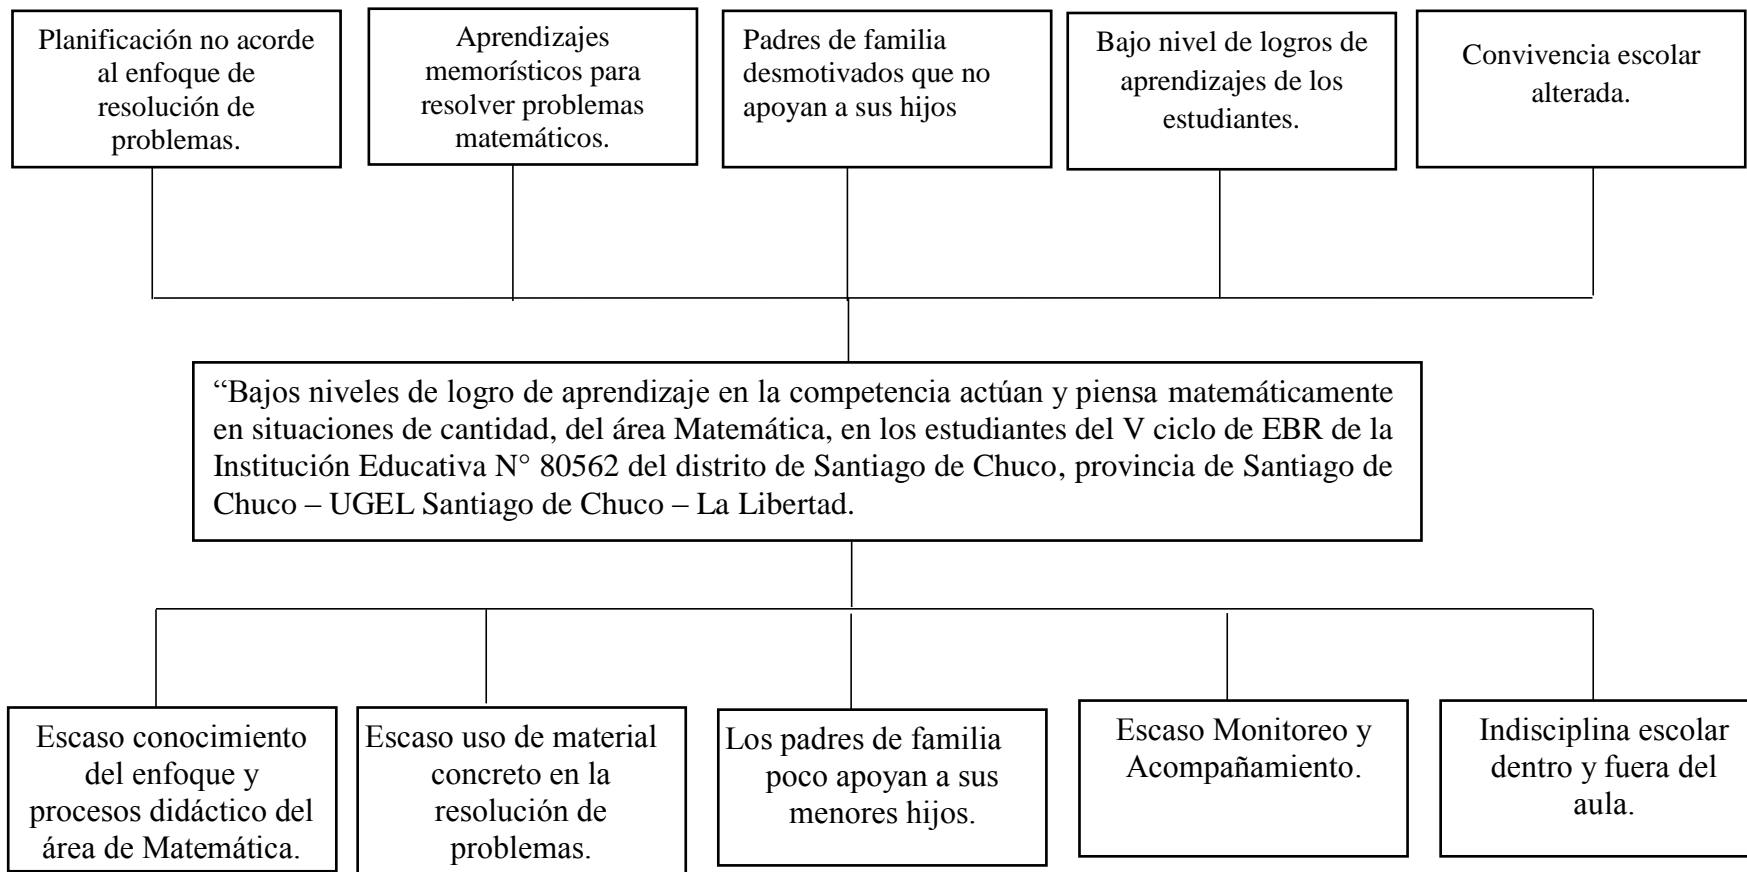 Planificación no acorde
al enfoque de
resolución de
problemas.
Aprendizajes
memorísticos para
resolver problemas
matemáticos.
Padres de familia
desmotivados que no
apoyan a sus hijos
Bajo nivel de logros de
aprendizajes de los
estudiantes.
Convivencia escolar
alterada.
“Bajos niveles de logro de aprendizaje en la competencia actúan y piensa matemáticamente
en situaciones de cantidad, del área Matemática, en los estudiantes del V ciclo de EBR de la
Institución Educativa N° 80562 del distrito de Santiago de Chuco, provincia de Santiago de
Chuco – UGEL Santiago de Chuco – La Libertad.
Escaso conocimiento
del enfoque y
procesos didáctico del
área de Matemática.
Escaso uso de material
concreto en la
resolución de
problemas.
Los padres de familia
poco apoyan a sus
menores hijos.
Escaso Monitoreo y
Acompañamiento.
Indisciplina escolar
dentro y fuera del
aula.